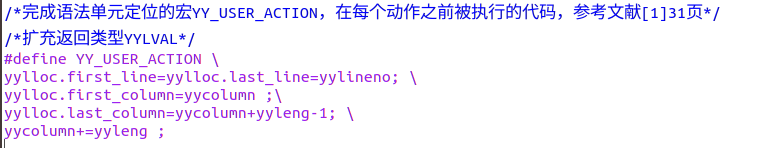 /*完成语法单元定位的宏YY_USER_ACTION，在每个动作之前被执行的代码，参考文献[1]31页*/
/*扩充返回类型YYLVAL*/
#define YY_USER_ACTION \
yylloc.first_line=yylloc.last_line=yylineno; \
yylloc.first_column=yycolumn ;\
yylloc.last_column=yycolumn+yyleng-1; \
yycolumn+=yyleng ;